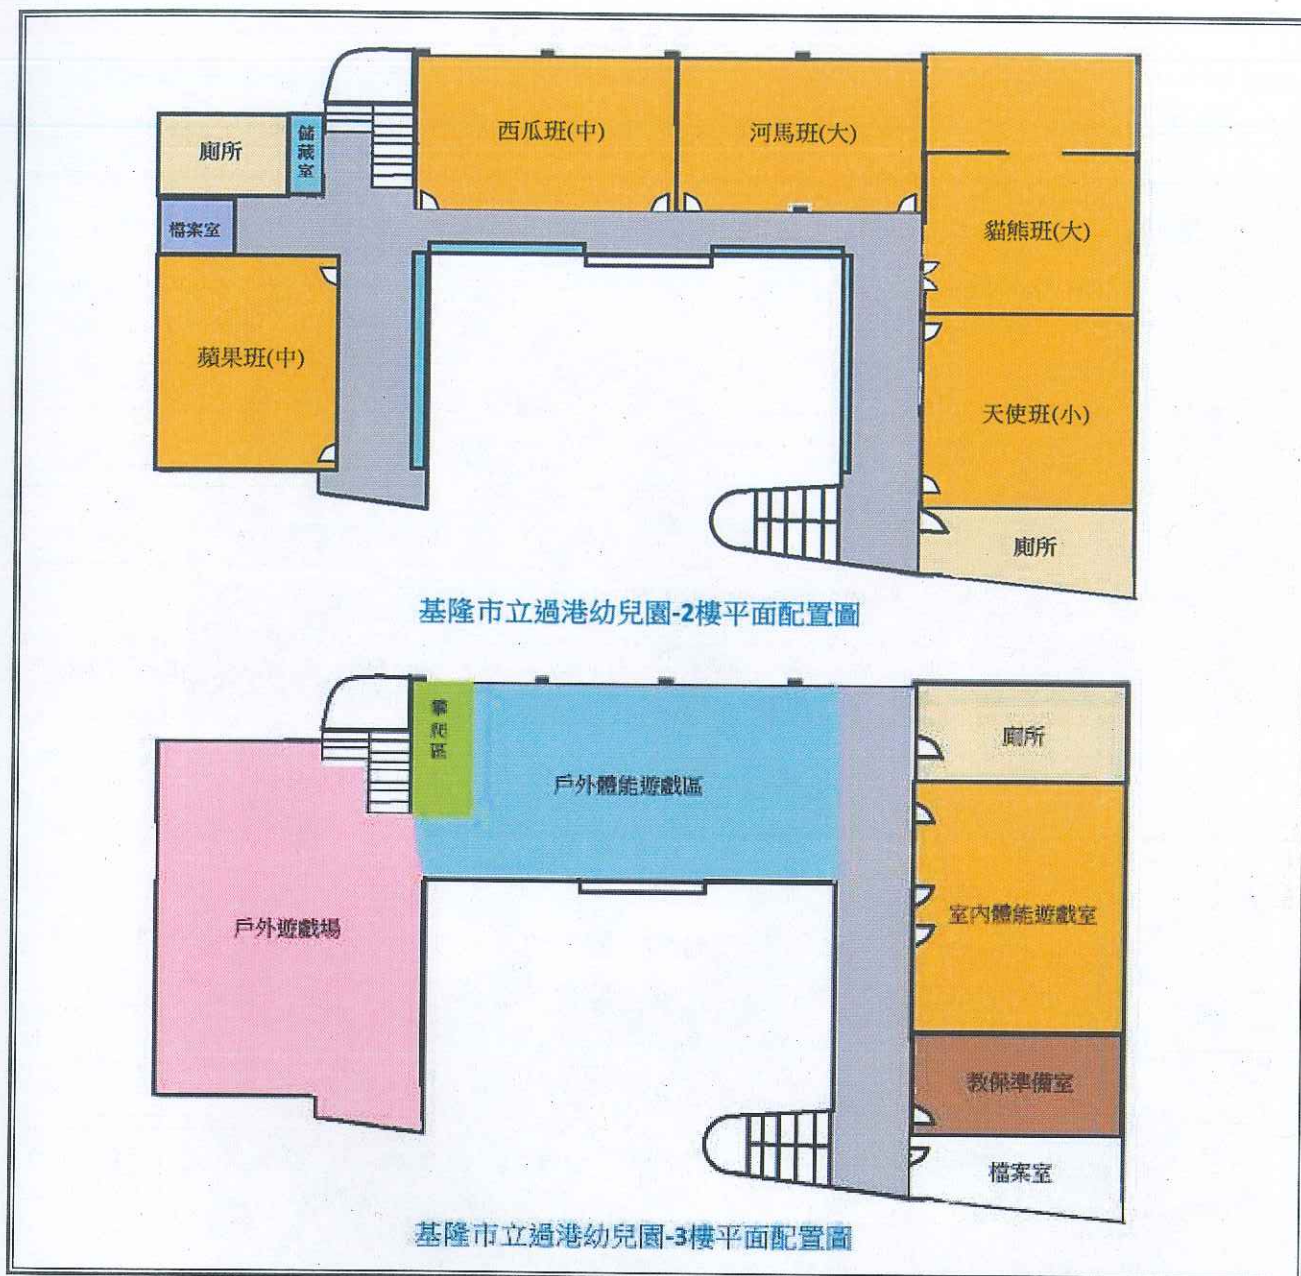 廁所
儲藏室
西瓜班(中)
河馬班(大)
檔案室
貓熊班(大)
蘋果班(中)
天使班(小)
廁所
基隆市立過港幼兒園-2樓平面配置圖
攀爬區
廁所
戶外體能遊戲區
戶外遊戲場
室內體能遊戲室
教保準備室
檔案室
基隆市立過港幼兒園-3樓平面配置圖